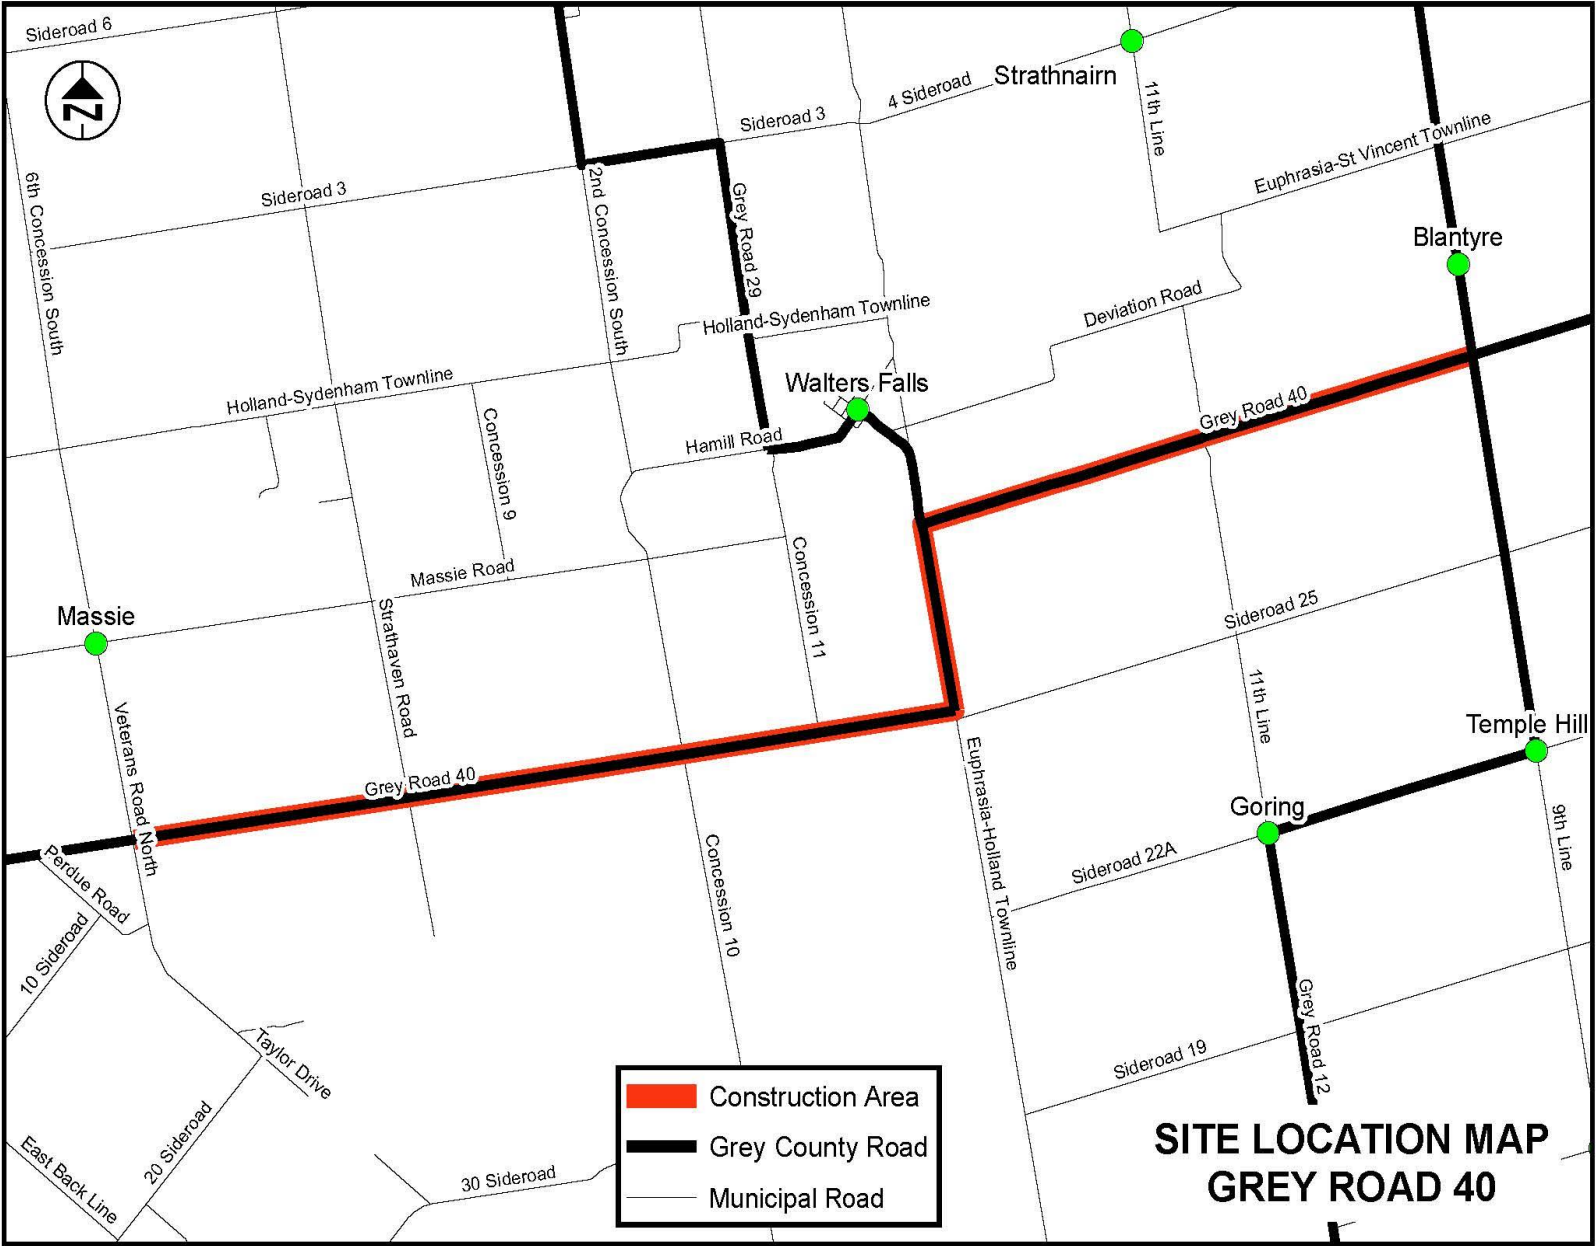 Sideroad 6
Strathnairn
4 Sideroad
Sideroad 3
11th Line
Euphrasia-St Vincent Townline
N
6th Concession South
Sideroad 3
2nd Concession South
Grey Road 29
Blantyre
Deviation Road
Holland-Sydenham Townline
Holland-Sydenham Townline
Walters Falls
Grey Road 40
Hamill Road
Concession 9
Massie Road
Concession 11
Massie
Strathaven Road
Sideroad 25
11th Line
Veterans Road North
Temple Hill
Grey Road 40
Euphrasia-Holland Townline
Goring
9th Line
Sideroad 22A
Perdue Road
Concession 10
10 Sideroad
Grey Road 12
Taylor Drive
Sideroad 19
20 Sideroad
East Back Line
30 Sideroad
Construction Area
Grey County Road
Municipal Road
SITE LOCATION MAP
GREY ROAD 40